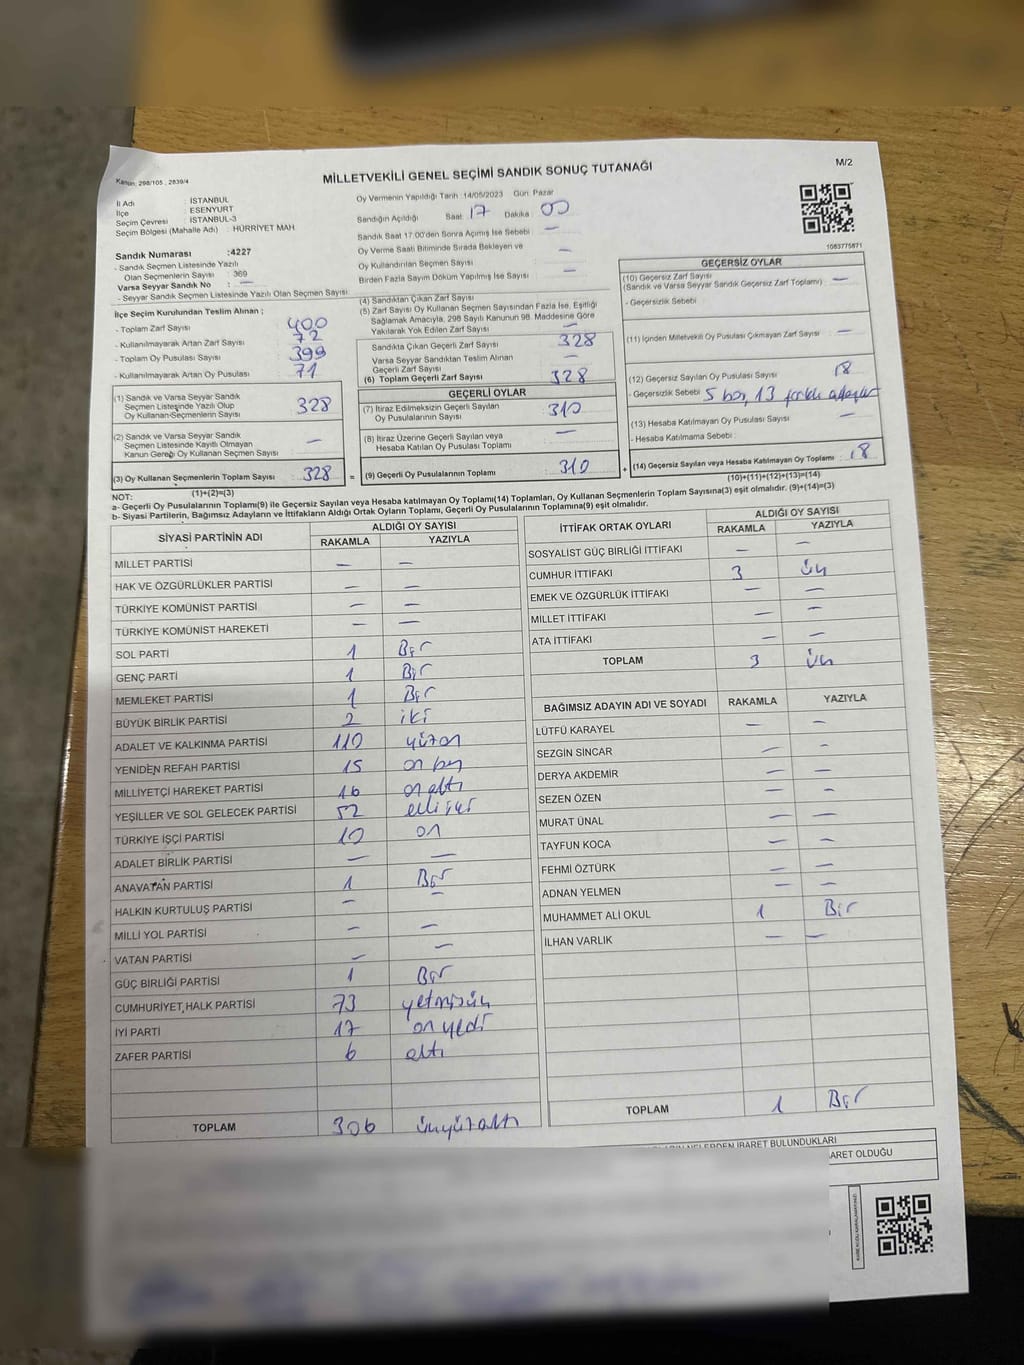 Kanun: 298/105, 2839/4
MİLLETVEKİLİ GENEL SEÇİMİ SANDIK SONUÇ TUTANAĞI
M/2
İl Adı : İSTANBUL
İlçe : ESENYURT
Seçim Çevresi : İSTANBUL-3
Seçim Bölgesi (Mahalle Adı) : HÜRRİYET MAH
Oy Vermenin Yapıldığı Tarih :14/05/2023 Gün: Pazar
Sandığın Açıldığı Saat 17 Dakika : 00
Sandık Saat 17:00'den Sonra Açılmış İse Sebebi : —
Oy Verme Saati Bitiminde Sırada Bekleyen ve
Oy Kullandırılan Seçmen Sayısı : —
Birden Fazla Sayım Döküm Yapılmış İse Sayısı : —
1083775871
Sandık Numarası :4227
- Sandık Seçmen Listesinde Yazılı
Olan Seçmenlerin Sayısı : 369
Varsa Seyyar Sandık No : —
- Seyyar Sandık Seçmen Listesinde Yazılı Olan Seçmen Sayısı :
İlçe Seçim Kurulundan Teslim Alınan ;
- Toplam Zarf Sayısı : 400
- Kullanılmayarak Artan Zarf Sayısı : 72
- Toplam Oy Pusulası Sayısı : 399
- Kullanılmayarak Artan Oy Pusulası : 71
(1) Sandık ve Varsa Seyyar Sandık
Seçmen Listesinde Yazılı Olup
Oy Kullanan Seçmenlerin Sayısı : 328
(2) Sandık ve Varsa Seyyar Sandık
Seçmen Listesinde Kayıtlı Olmayan
Kanun Gereği Oy Kullanan Seçmen Sayısı : —
(3) Oy Kullanan Seçmenlerin Toplam Sayısı : 328
(1)+(2)=(3)
(4) Sandıktan Çıkan Zarf Sayısı
(5) Zarf Sayısı Oy Kullanan Seçmen Sayısından Fazla İse, Eşitliği
Sağlamak Amacıyla, 298 Sayılı Kanunun 98. Maddesine Göre
Yakılarak Yok Edilen Zarf Sayısı : —
Sandıkta Çıkan Geçerli Zarf Sayısı : 328
Varsa Seyyar Sandıktan Teslim Alınan
Geçerli Zarf Sayısı : —
(6) Toplam Geçerli Zarf Sayısı : 328
GEÇERLİ OYLAR
(7) İtiraz Edilmeksizin Geçerli Sayılan
Oy Pusulalarının Sayısı : 310
(8) İtiraz Üzerine Geçerli Sayılan veya
Hesaba Katılan Oy Pusulası Toplamı : —
= (9) Geçerli Oy Pusulalarının Toplamı : 310 +
GEÇERSİZ OYLAR
(10) Geçersiz Zarf Sayısı
(Sandık ve Varsa Seyyar Sandık Geçersiz Zarf Toplamı) : —
- Geçersizlik Sebebi :
(11) İçinden Milletvekili Oy Pusulası Çıkmayan Zarf Sayısı : —
(12) Geçersiz Sayılan Oy Pusulası Sayısı : 18
- Geçersizlik Sebebi : 5 boş, 13 farklı
(13) Hesaba Katılmayan Oy Pusulası Sayısı : —
- Hesaba Katılmama Sebebi :
(14) Geçersiz Sayılan veya Hesaba Katılmayan Oy Toplamı : 18
(10)+(11)+(12)+(13)=(14)
NOT:
a- Geçerli Oy Pusulalarının Toplamı(9) ile Geçersiz Sayılan veya Hesaba katılmayan Oy Toplamı(14) Toplamları, Oy Kullanan Seçmenlerin Toplam Sayısına(3) eşit olmalıdır. (9)+(14)=(3)
b- Siyasi Partilerin, Bağımsız Adayların ve İttifakların Aldığı Ortak Oyların Toplamı, Geçerli Oy Pusulalarının Toplamına(9) eşit olmalıdır.
SİYASİ PARTİNİN ADI ALDIĞI OY SAYISI
RAKAMLA YAZIYLA
MİLLET PARTİSİ — —
HAK VE ÖZGÜRLÜKLER PARTİSİ — —
TÜRKİYE KOMÜNİST PARTİSİ — —
TÜRKİYE KOMÜNİST HAREKETİ — —
SOL PARTİ 1 Bir
GENÇ PARTİ 1 Bir
MEMLEKET PARTİSİ 1 Bir
BÜYÜK BİRLİK PARTİSİ 2 iki
ADALET VE KALKINMA PARTİSİ 110 yüzon
YENİDEN REFAH PARTİSİ 15 on beş
MİLLİYETÇİ HAREKET PARTİSİ 16 on altı
YEŞİLLER VE SOL GELECEK PARTİSİ 52 elliiki
TÜRKİYE İŞÇİ PARTİSİ 10 on
ADALET BİRLİK PARTİSİ — —
ANAVATAN PARTİSİ 1 Bir
HALKIN KURTULUŞ PARTİSİ — —
MİLLİ YOL PARTİSİ — —
VATAN PARTİSİ — —
GÜÇ BİRLİĞİ PARTİSİ 1 Bir
CUMHURİYET HALK PARTİSİ 73 yetmişüç
İYİ PARTİ 17 on yedi
ZAFER PARTİSİ 6 altı
TOPLAM 306 üçyüzaltı
İTTİFAK ORTAK OYLARI ALDIĞI OY SAYISI
RAKAMLA YAZIYLA
SOSYALİST GÜÇ BİRLİĞİ İTTİFAKI — —
CUMHUR İTTİFAKI 3 üç
EMEK VE ÖZGÜRLÜK İTTİFAKI — —
MİLLET İTTİFAKI — —
ATA İTTİFAKI — —
TOPLAM 3 üç
BAĞIMSIZ ADAYIN ADI VE SOYADI RAKAMLA YAZIYLA
LÜTFÜ KARAYEL — —
SEZGİN SİNCAR — —
DERYA AKDEMİR — —
SEZEN ÖZEN — —
MURAT ÜNAL — —
TAYFUN KOCA — —
FEHMİ ÖZTÜRK — —
ADNAN YELMEN — —
MUHAMMET ALİ OKUL 1 Bir
İLHAN VARLIK — —
TOPLAM 1 Bir
NELERDEN İBARET BULUNDUKLARI
OLDUĞU